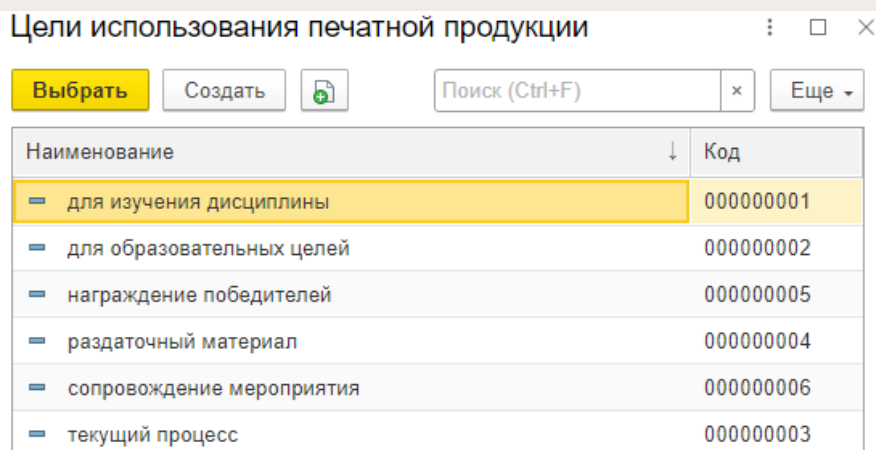 Цели использования печатной продукции
Выбрать Создать Поиск (Ctrl+F) × Еще
Наименование ↓ Код
для изучения дисциплины 000000001
для образовательных целей 000000002
награждение победителей 000000005
раздаточный материал 000000004
сопровождение мероприятия 000000006
текущий процесс 000000003